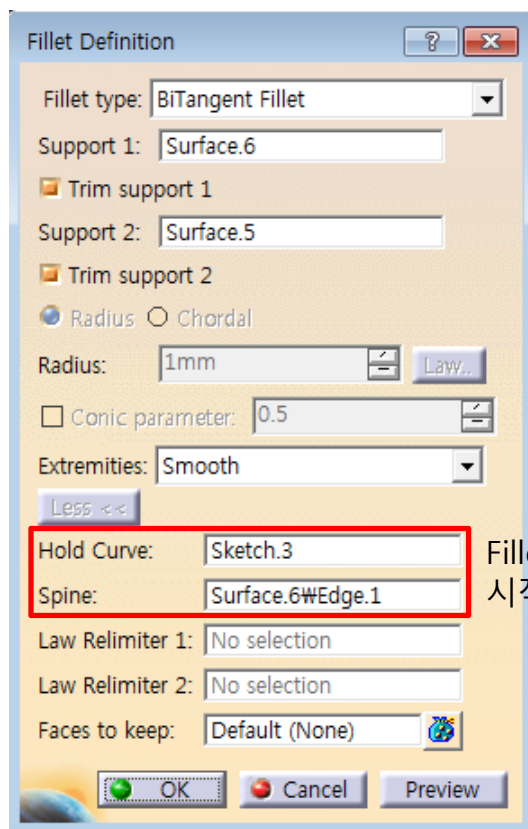 Fillet Definition
Fillet type: BiTangent Fillet
Support 1: Surface.6
Trim support 1
Support 2: Surface.5
Trim support 2
Radius Chordal
Radius: 1mm Law..
Conic parameter: 0.5
Extremities: Smooth
Less <<
Hold Curve: Sketch.3
Spine: Surface.6₩Edge.1
Law Relimiter 1: No selection
Law Relimiter 2: No selection
Faces to keep: Default (None)
OK Cancel Preview